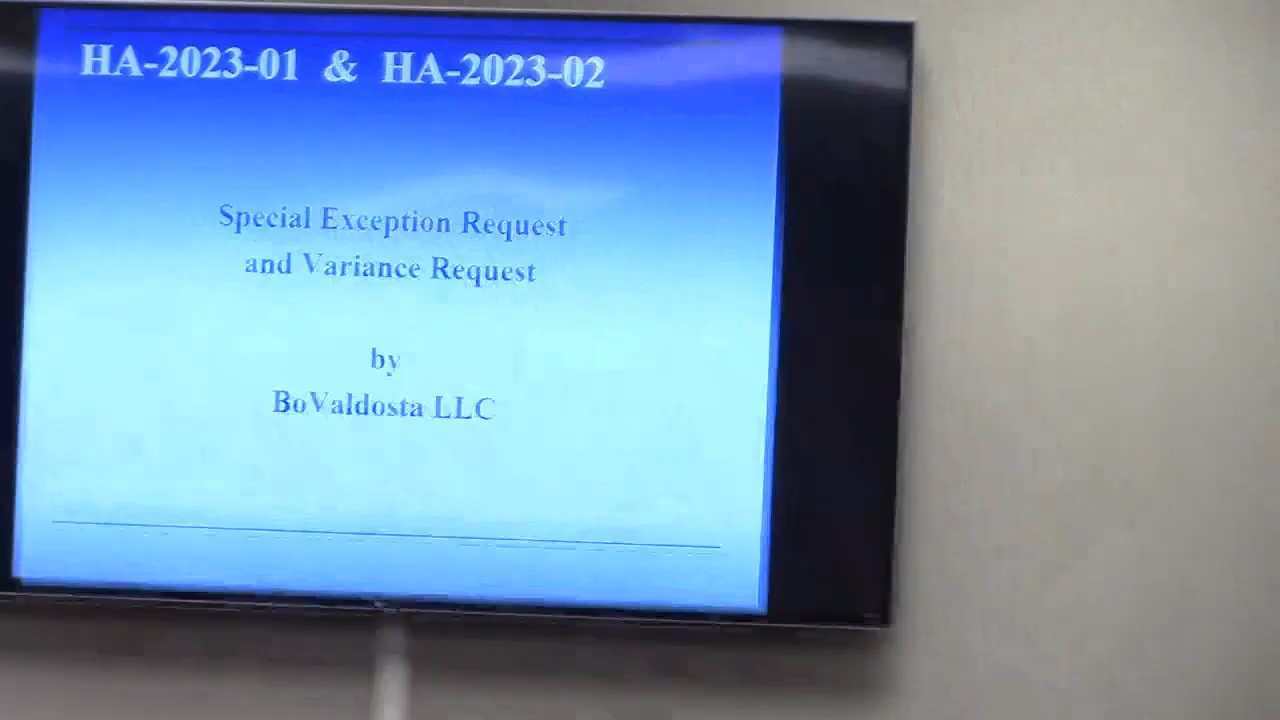 HA-2023-01 & HA-2023-02
Special Exception Request
and Variance Request
by
BoValdosta LLC